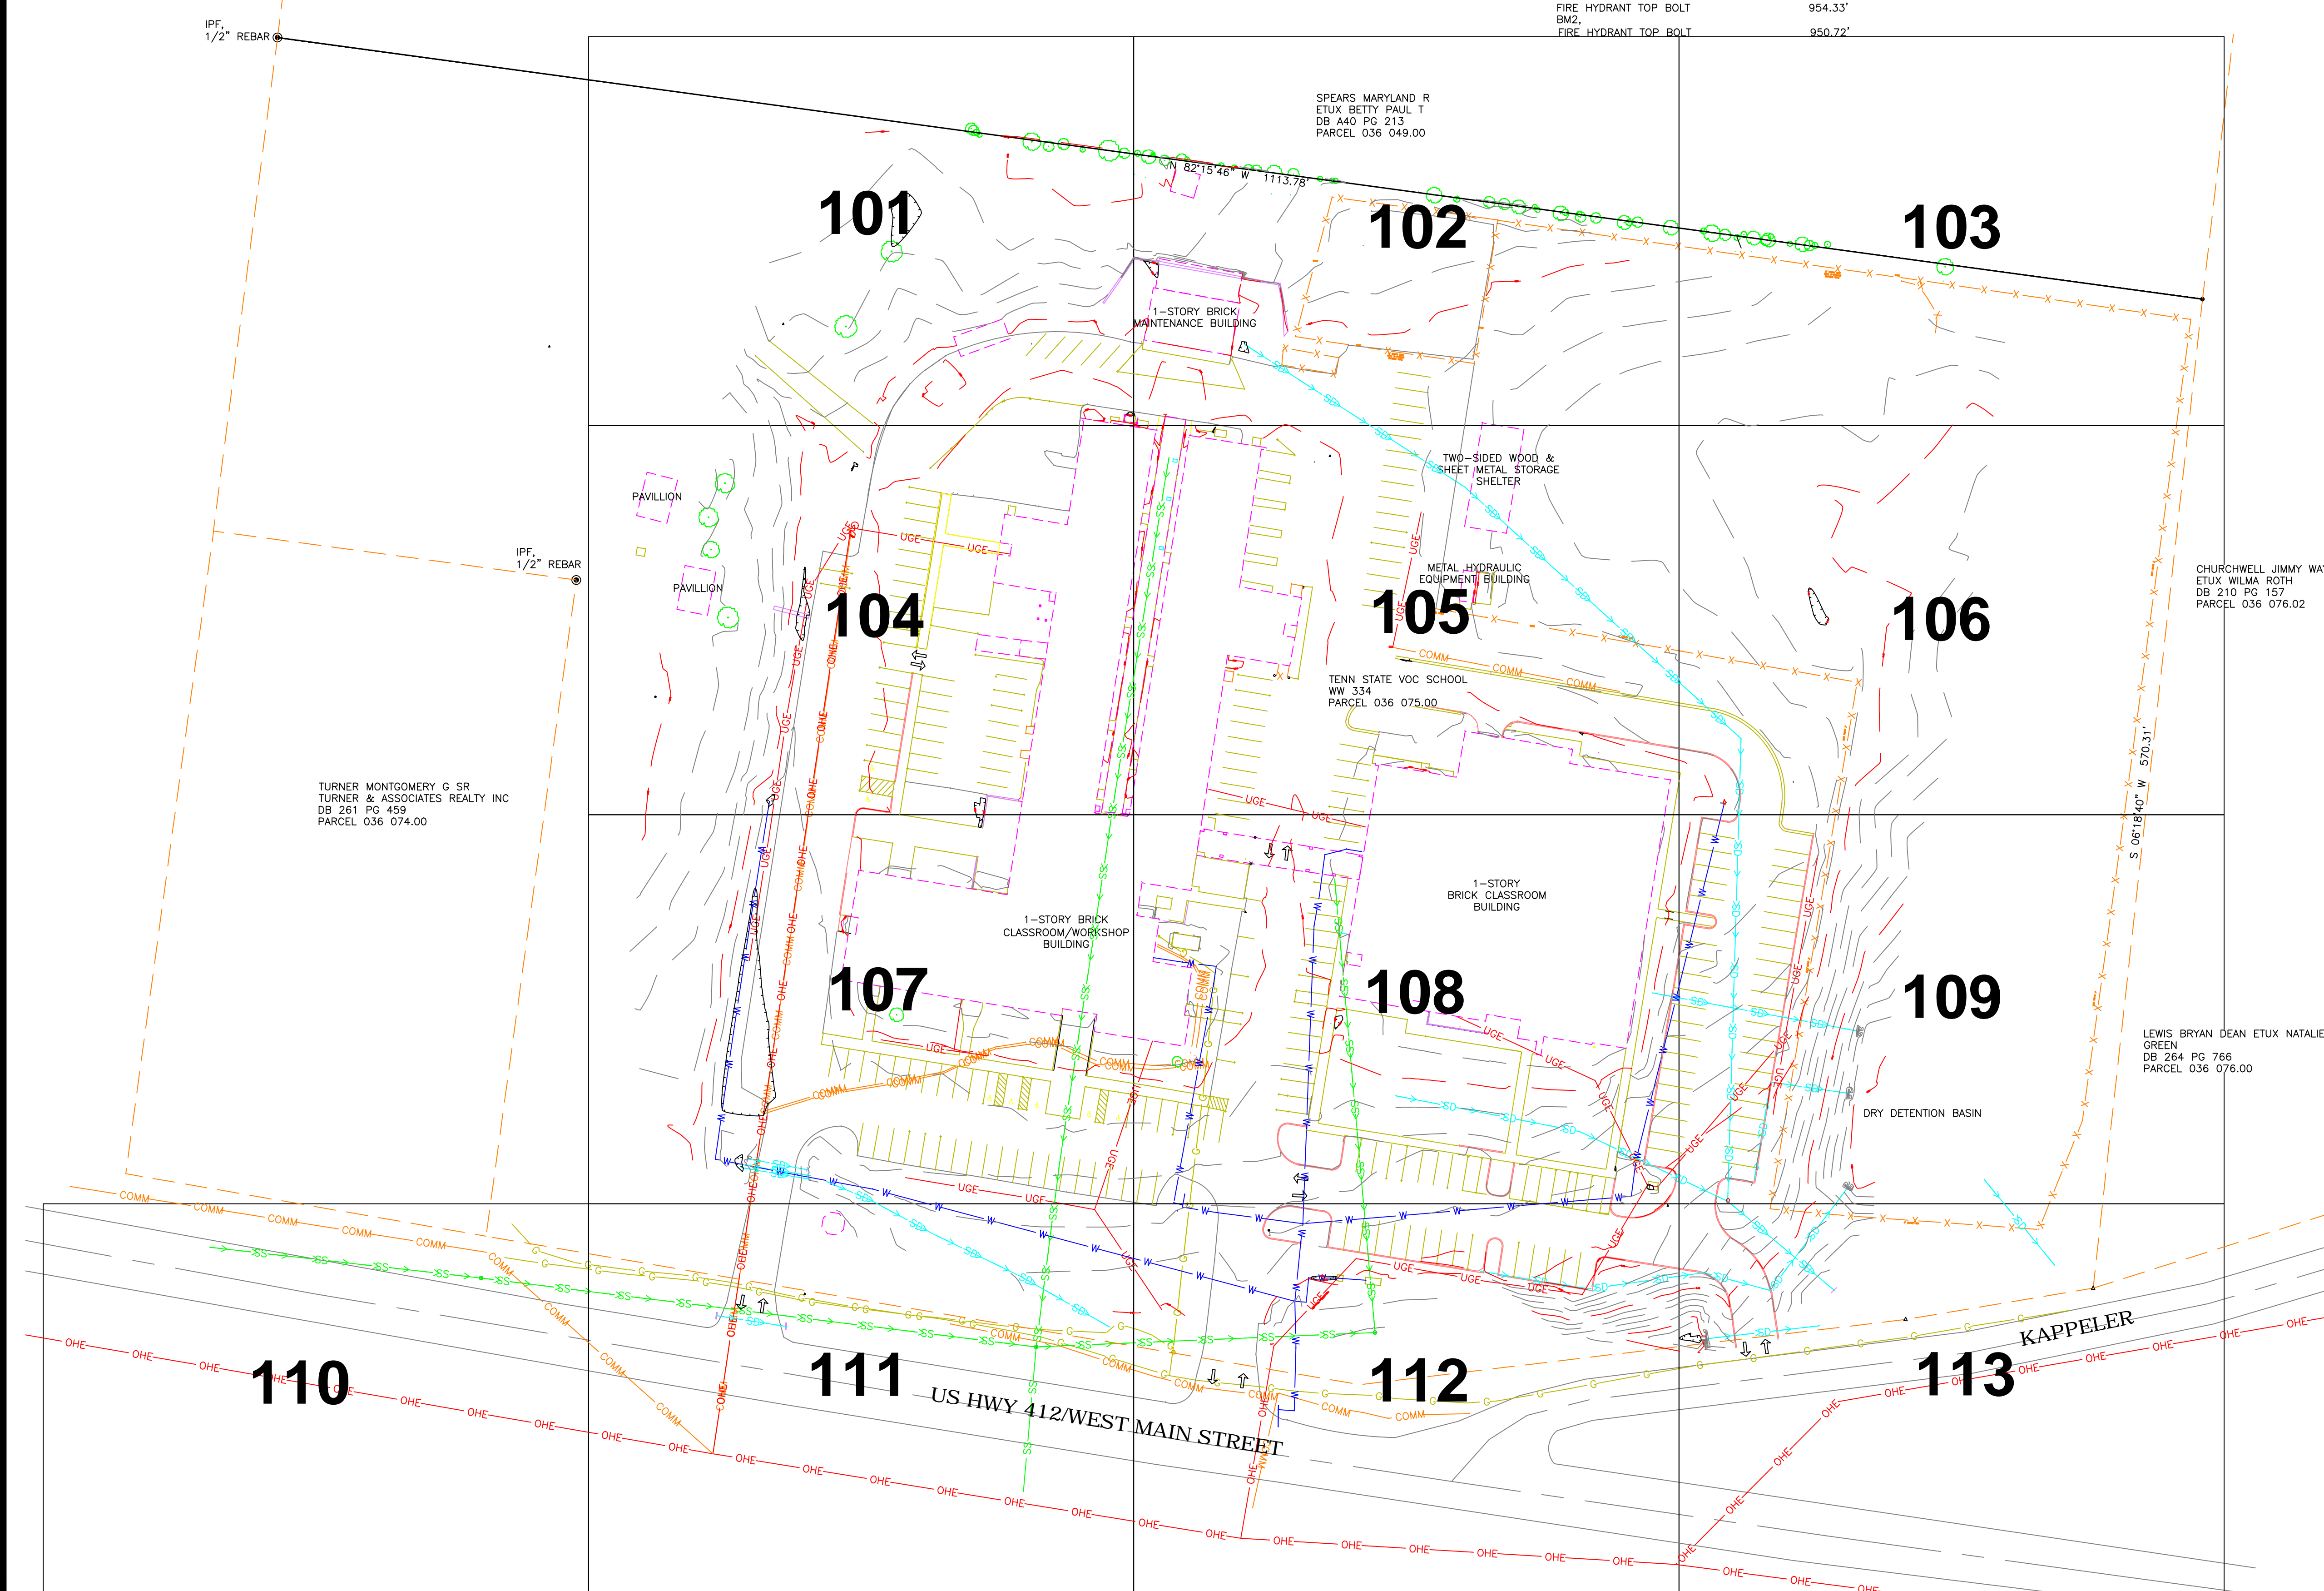 FIRE HYDRANT TOP BOLT 954.33'
BM2,
FIRE HYDRANT TOP BOLT 950.72'
IPF,
1/2" REBAR
SPEARS MARYLAND R
ETUX BETTY PAUL T
DB A40 PG 213
PARCEL 036 049.00
N 82°15'46" W 1113.78'
101
102
103
1-STORY BRICK
MAINTENANCE BUILDING
TWO-SIDED WOOD &
SHEET METAL STORAGE
SHELTER
PAVILLION
IPF,
1/2" REBAR
PAVILLION
METAL HYDRAULIC
EQUIPMENT BUILDING
104
105
106
CHURCHWELL JIMMY WA
ETUX WILMA ROTH
DB 210 PG 157
PARCEL 036 076.02
TENN STATE VOC SCHOOL
WW 334
PARCEL 036 075.00
S 06°18'40" W 570.31'
TURNER MONTGOMERY G SR
TURNER & ASSOCIATES REALTY INC
DB 261 PG 459
PARCEL 036 074.00
1-STORY
BRICK CLASSROOM
BUILDING
1-STORY BRICK
CLASSROOM/WORKSHOP
BUILDING
107
108
109
LEWIS BRYAN DEAN ETUX NATALIE
GREEN
DB 264 PG 766
PARCEL 036 076.00
DRY DETENTION BASIN
KAPPELER
110
111
112
113
US HWY 412/WEST MAIN STREET
UGE
OHE
COMM
SS
SD
W
G
X